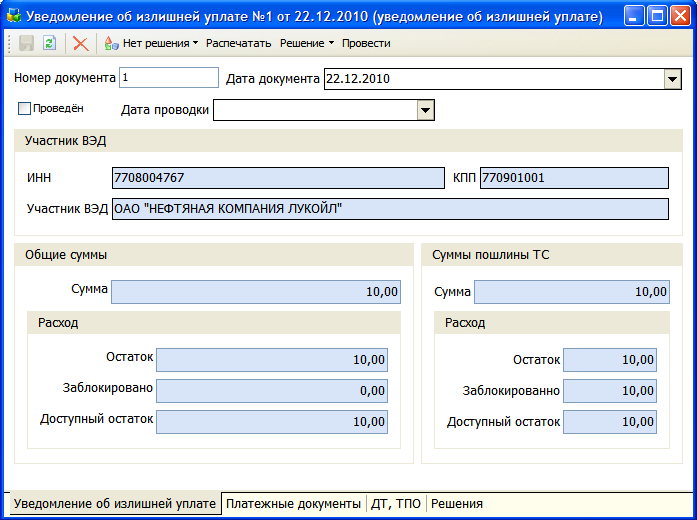 Уведомление об излишней уплате №1 от 22.12.2010 (уведомление об излишней уплате)
Нет решения Распечатать Решение Провести
Номер документа 1 Дата документа 22.12.2010
Проведён Дата проводки
Участник ВЭД
ИНН 7708004767 КПП 770901001
Участник ВЭД ОАО "НЕФТЯНАЯ КОМПАНИЯ ЛУКОЙЛ"
Общие суммы
Сумма 10,00
Расход
Остаток 10,00
Заблокировано 0,00
Доступный остаток 10,00
Суммы пошлины ТС
Сумма 10,00
Расход
Остаток 10,00
Заблокированно 10,00
Доступный остаток 10,00
Уведомление об излишней уплате Платежные документы ДТ, ТПО Решения